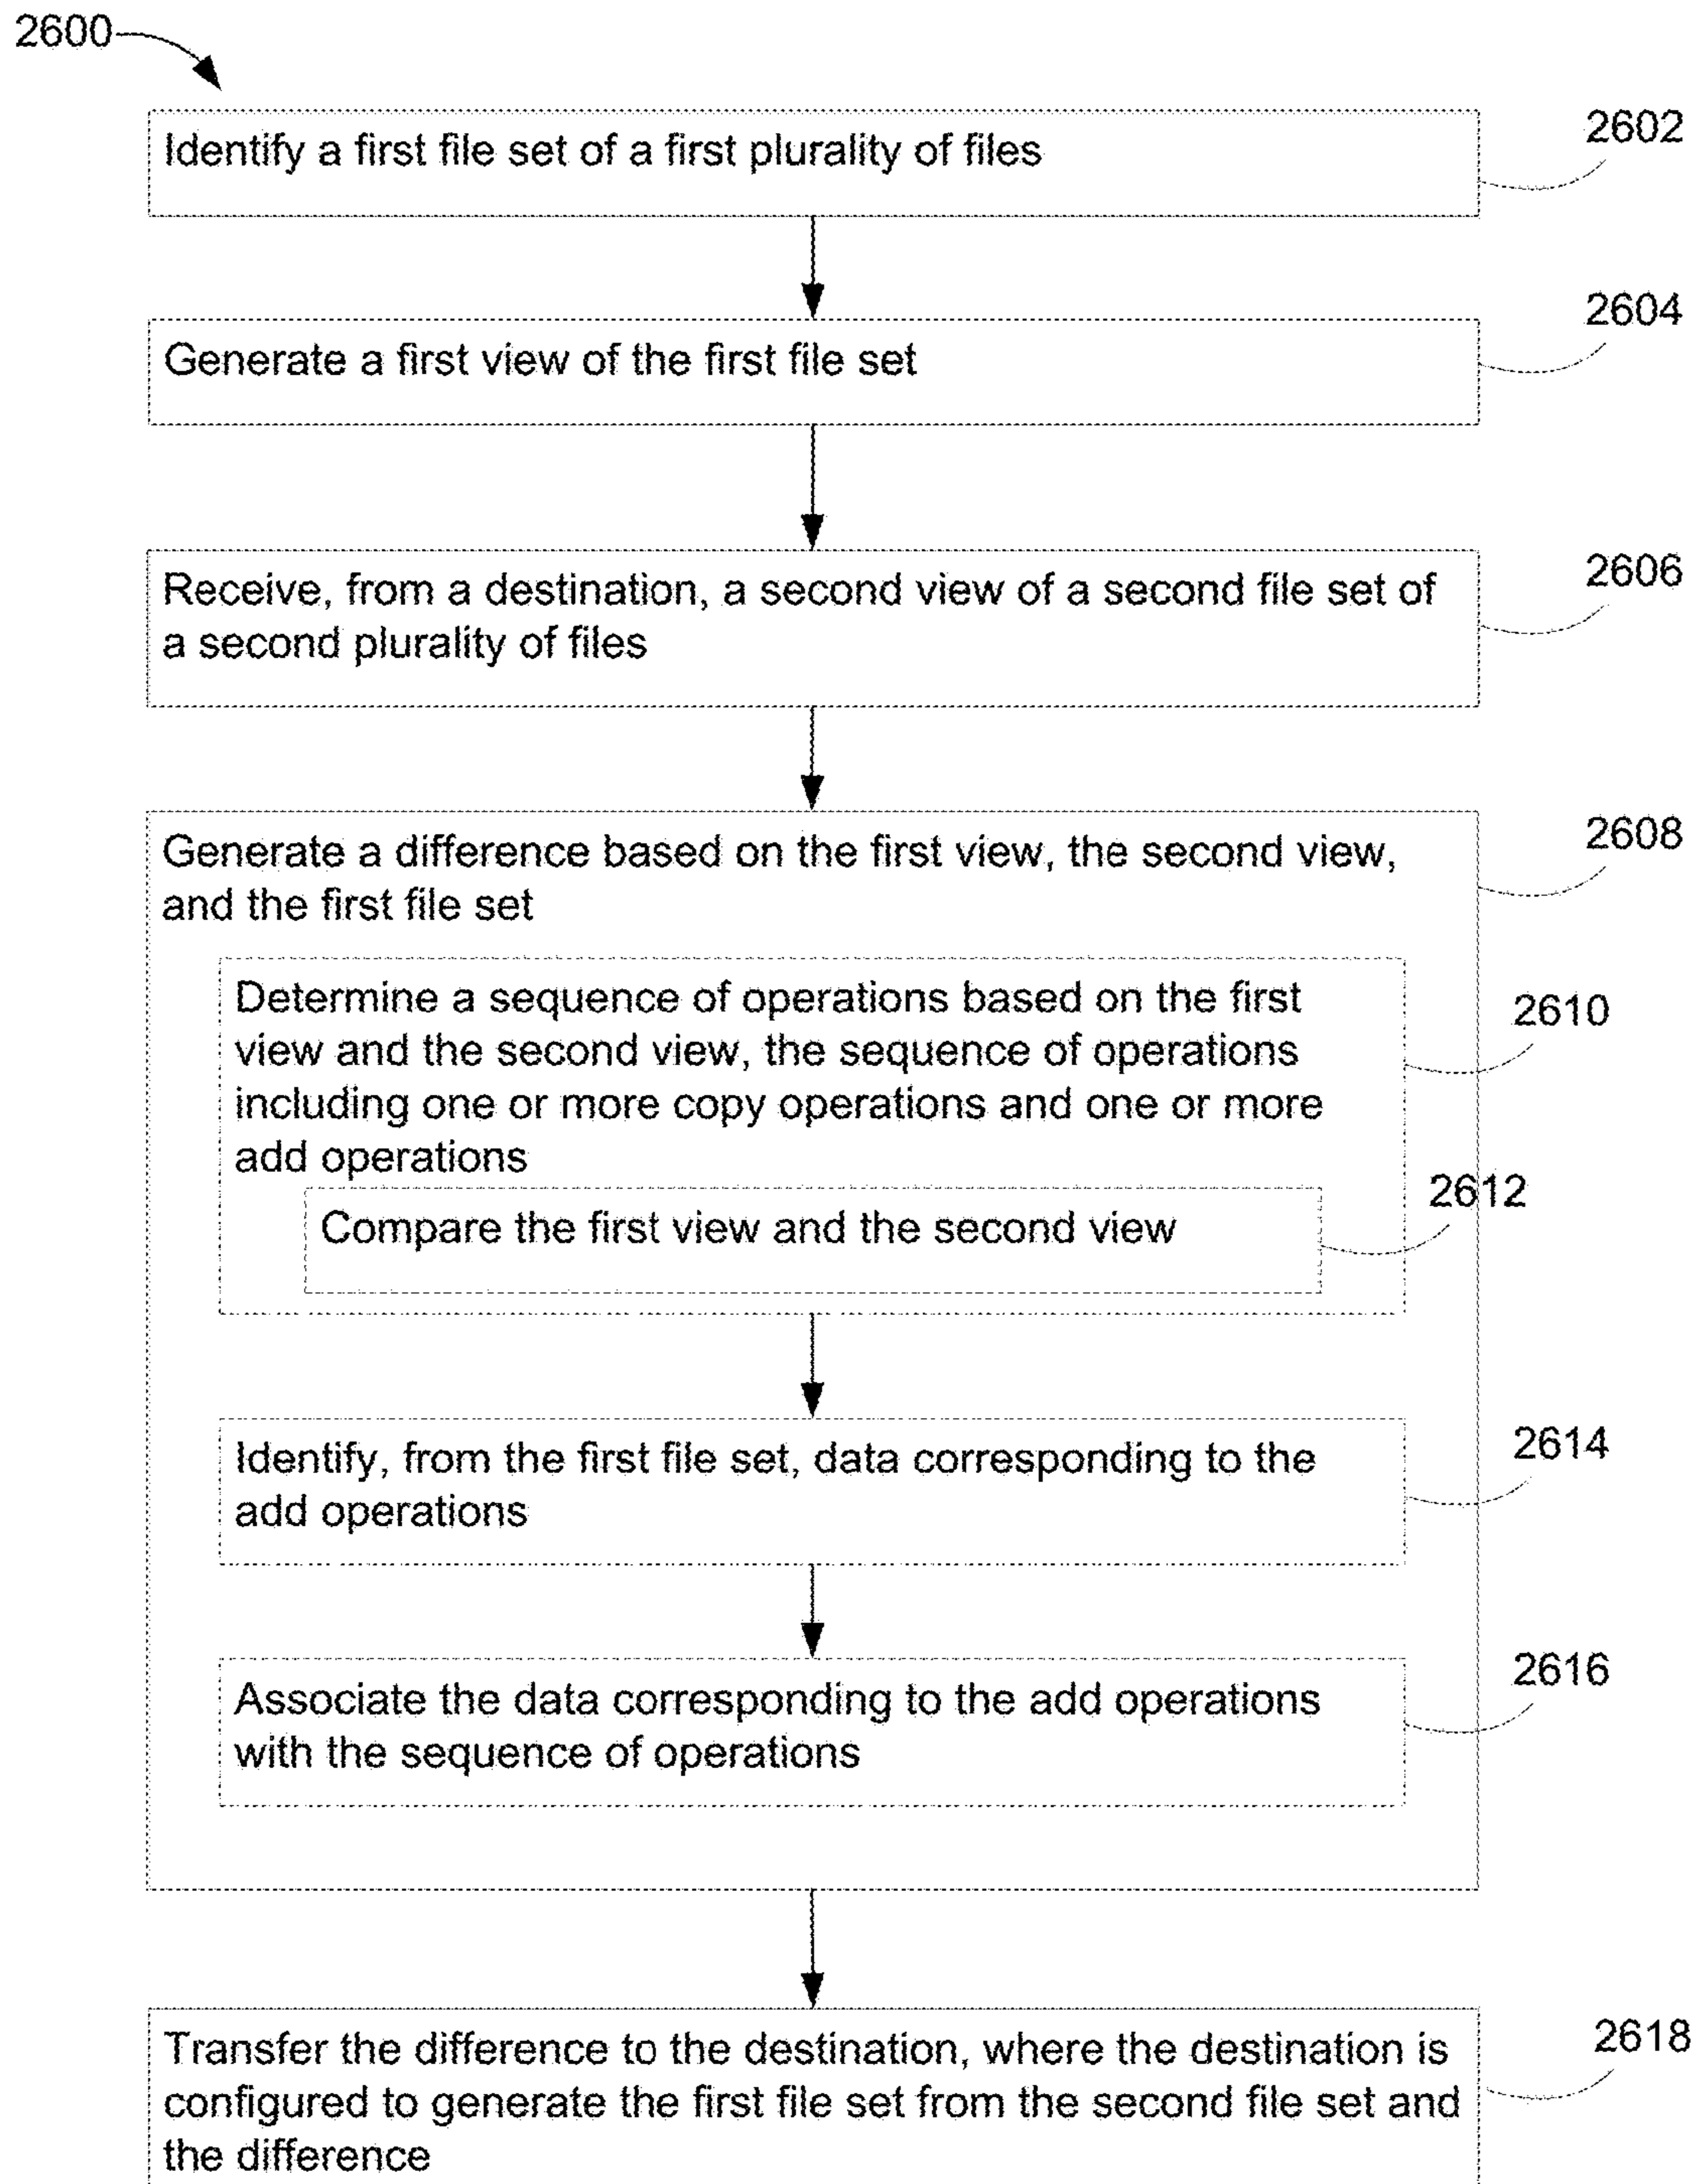 2600
Identify a first file set of a first plurality of files
2602
Generate a first view of the first file set
2604
Receive, from a destination, a second view of a second file set of
a second plurality of files
2606
Generate a difference based on the first view, the second view,
and the first file set
2608
Determine a sequence of operations based on the first
view and the second view, the sequence of operations
including one or more copy operations and one or more
add operations
2610
Compare the first view and the second view
2612
Identify, from the first file set, data corresponding to the
add operations
2614
Associate the data corresponding to the add operations
with the sequence of operations
2616
Transfer the difference to the destination, where the destination is
configured to generate the first file set from the second file set and
the difference
2618